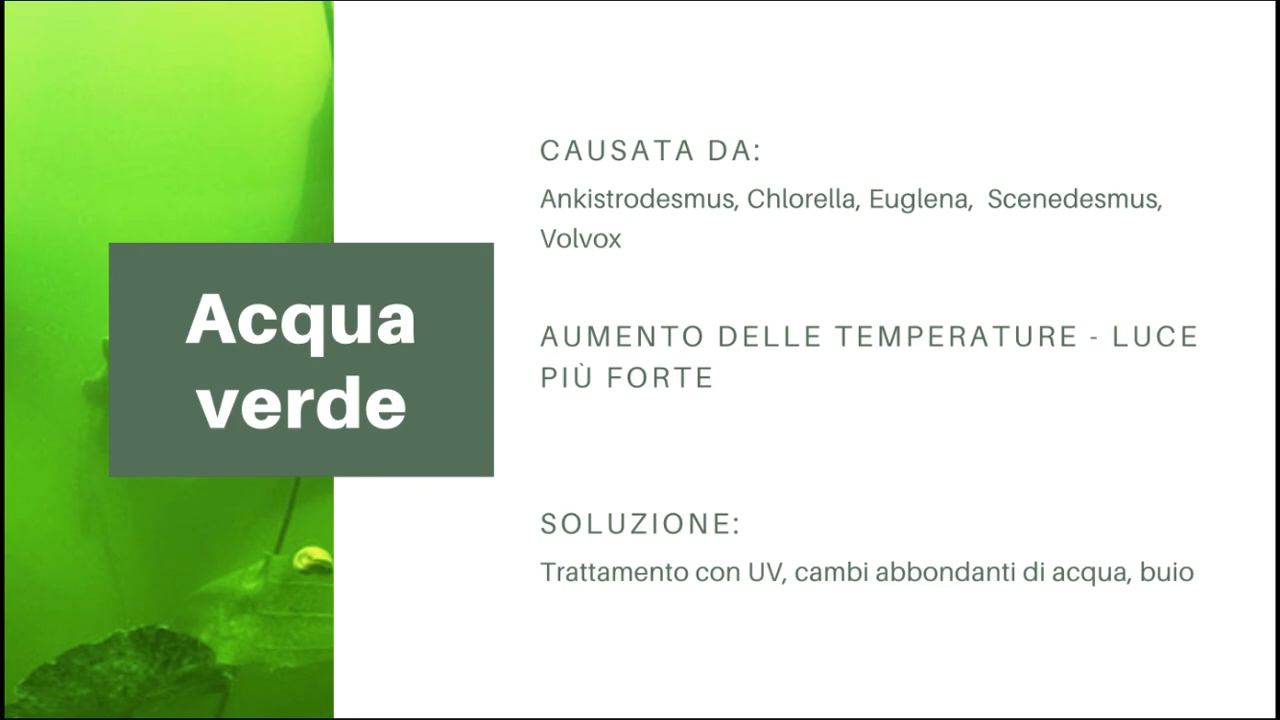 Acqua
verde
CAUSATA DA:
Ankistrodesmus, Chlorella, Euglena,  Scenedesmus,
Volvox
AUMENTO DELLE TEMPERATURE - LUCE
PIÙ FORTE
SOLUZIONE:
Trattamento con UV, cambi abbondanti di acqua, buio